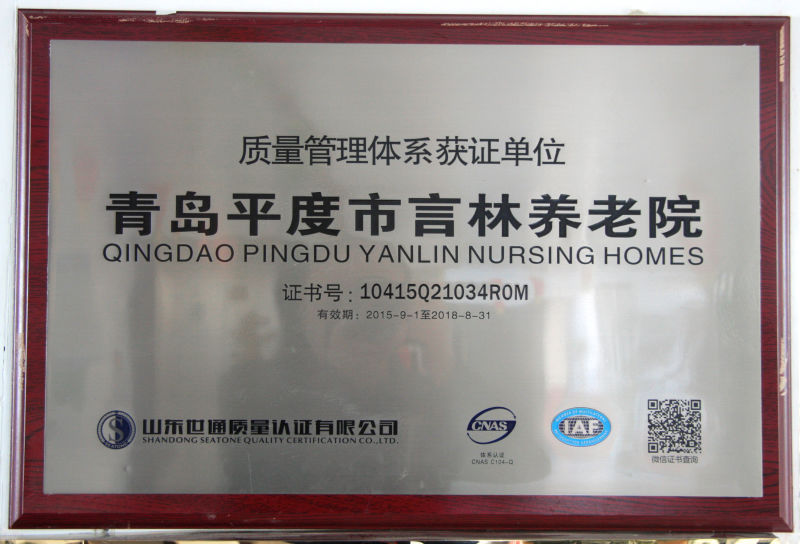 质量管理体系获证单位
青岛平度市言林养老院
QINGDAO PINGDU YANLIN NURSING HOMES
证书号：10415Q21034R0M
有效期：2015-9-1至2018-8-31
山东世通质量认证有限公司
SHANDONG SEATONE QUALITY CERTIFICATION CO.,LTD.
CNAS
体系认证
CNAS C104-Q
IAF
微信证书查询